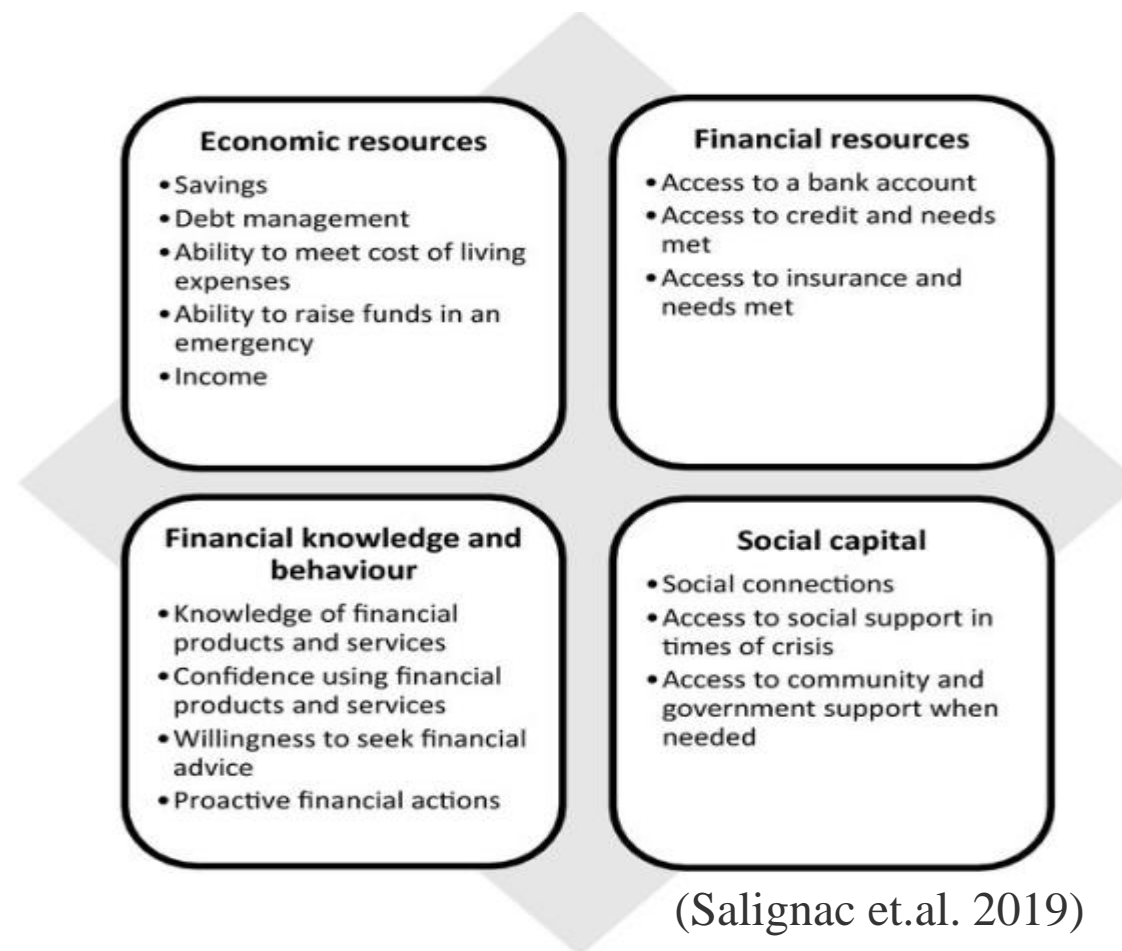 Economic resources
• Savings
• Debt management
• Ability to meet cost of living
expenses
• Ability to raise funds in an
emergency
• Income
Financial resources
• Access to a bank account
• Access to credit and needs
met
• Access to insurance and
needs met
Financial knowledge and
behaviour
• Knowledge of financial
products and services
• Confidence using financial
products and services
• Willingness to seek financial
advice
• Proactive financial actions
Social capital
• Social connections
• Access to social support in
times of crisis
• Access to community and
government support when
needed
(Salignac et.al. 2019)